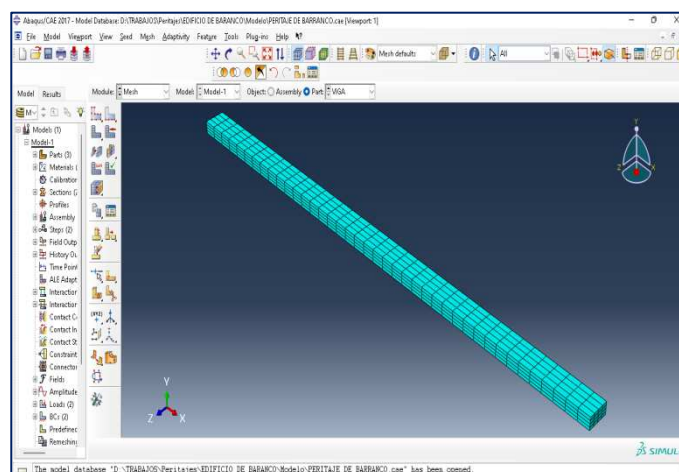 Abaqus/CAE 2017 - Model Database: D:\TRABAJOS\Peritajes\EDIFICIO DE BARANCO\Modelo\PERITAJE DE BARRANCO.cae [Viewport: 1]
File Model Viewport View Seed Mesh Adaptivity Feature Tools Plug-ins Help
Mesh defaults
All
Model Results
Module: Mesh Model: Model-1 Object: Assembly Part: VIGA
Models (1)
Model-1
Parts (3)
Materials (
Calibration
Sections (2
Profiles
Assembly
Steps (2)
Field Outp
History Ou
Time Point
ALE Adapt
Interaction
Interaction
Contact C
Contact In
Contact St
Constraint
Connector
Fields
Amplitude
Loads (2)
BCs (2)
Predefined
Remeshing
Y
Z
X
Y
Z
X
SIMULI
The model database "D:\TRABAJOS\Peritajes\EDIFICIO DE BARANCO\Modelo\PERITAJE DE BARRANCO.cae" has been opened.